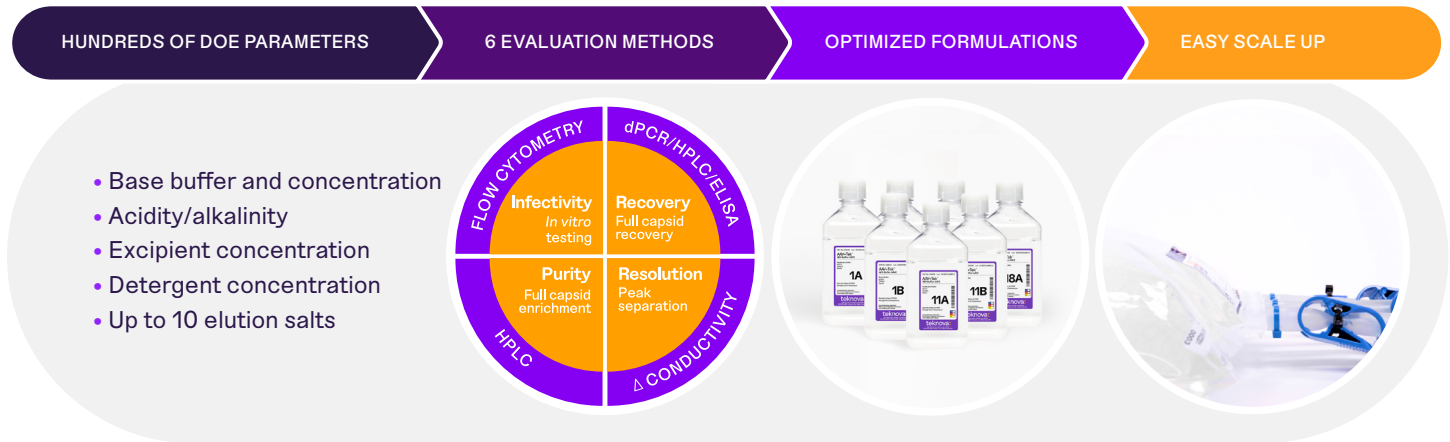 HUNDREDS OF DOE PARAMETERS
6 EVALUATION METHODS
OPTIMIZED FORMULATIONS
EASY SCALE UP
• Base buffer and concentration
• Acidity/alkalinity
• Excipient concentration
• Detergent concentration
• Up to 10 elution salts
FLOW CYTOMETRY
Infectivity
In vitro
testing
dPCR/HPLC/ELISA
Recovery
Full capsid
recovery
Purity
Full capsid
enrichment
HPLC
Resolution
Peak
separation
Δ CONDUCTIVITY
1A
1B
teknova
11A
teknova
11B
8A
teknova